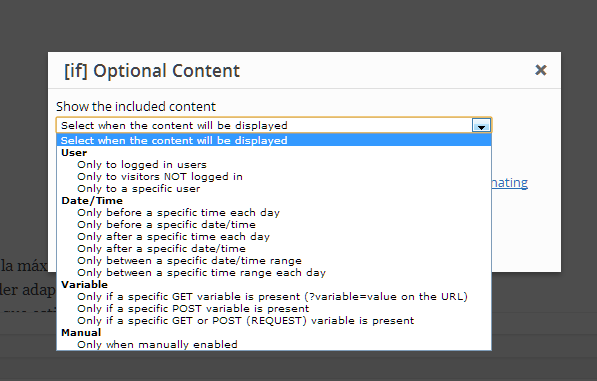 [if] Optional Content
Show the included content
Select when the content will be displayed
Select when the content will be displayed
User
Only to logged in users
Only to visitors NOT logged in
Only to a specific user
Date/Time
Only before a specific time each day
Only before a specific date/time
Only after a specific time each day
Only after a specific date/time
Only between a specific date/time range
Only between a specific time range each day
Variable
Only if a specific GET variable is present (?variable=value on the URL)
Only if a specific POST variable is present
Only if a specific GET or POST (REQUEST) variable is present
Manual
Only when manually enabled
nating
la máx
ler adap